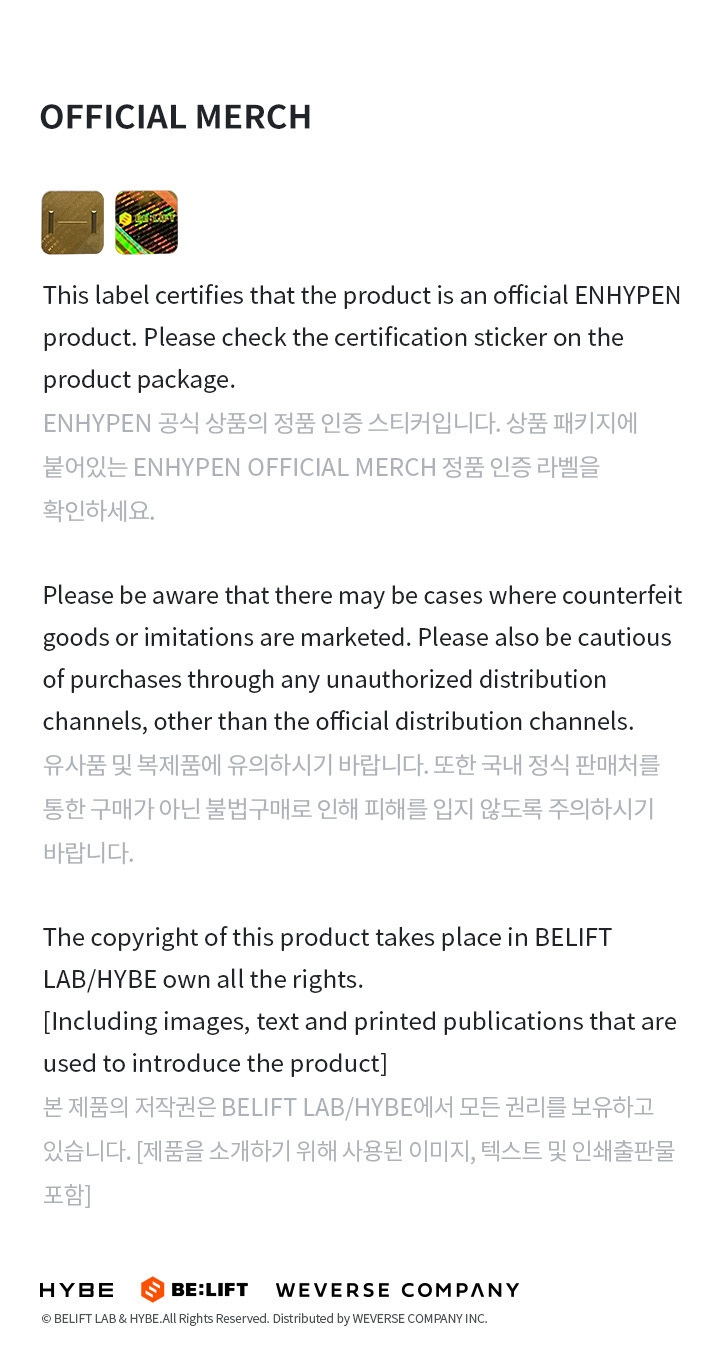 OFFICIAL MERCH
BE:LIFT
This label certifies that the product is an official ENHYPEN
product. Please check the certification sticker on the
product package.
ENHYPEN 공식 상품의 정품 인증 스티커입니다. 상품 패키지에
붙어있는 ENHYPEN OFFICIAL MERCH 정품 인증 라벨을
확인하세요.
Please be aware that there may be cases where counterfeit
goods or imitations are marketed. Please also be cautious
of purchases through any unauthorized distribution
channels, other than the official distribution channels.
유사품 및 복제품에 유의하시기 바랍니다. 또한 국내 정식 판매처를
통한 구매가 아닌 불법구매로 인해 피해를 입지 않도록 주의하시기
바랍니다.
The copyright of this product takes place in BELIFT
LAB/HYBE own all the rights.
[Including images, text and printed publications that are
used to introduce the product]
본 제품의 저작권은 BELIFT LAB/HYBE에서 모든 권리를 보유하고
있습니다. [제품을 소개하기 위해 사용된 이미지, 텍스트 및 인쇄출판물
포함]
HYBE BE:LIFT WEVERSE COMPANY
© BELIFT LAB & HYBE.All Rights Reserved. Distributed by WEVERSE COMPANY INC.